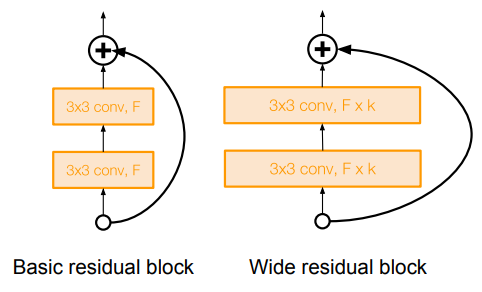 3x3 conv, F
3x3 conv, F
Basic residual block
3x3 conv, F x k
3x3 conv, F x k
Wide residual block